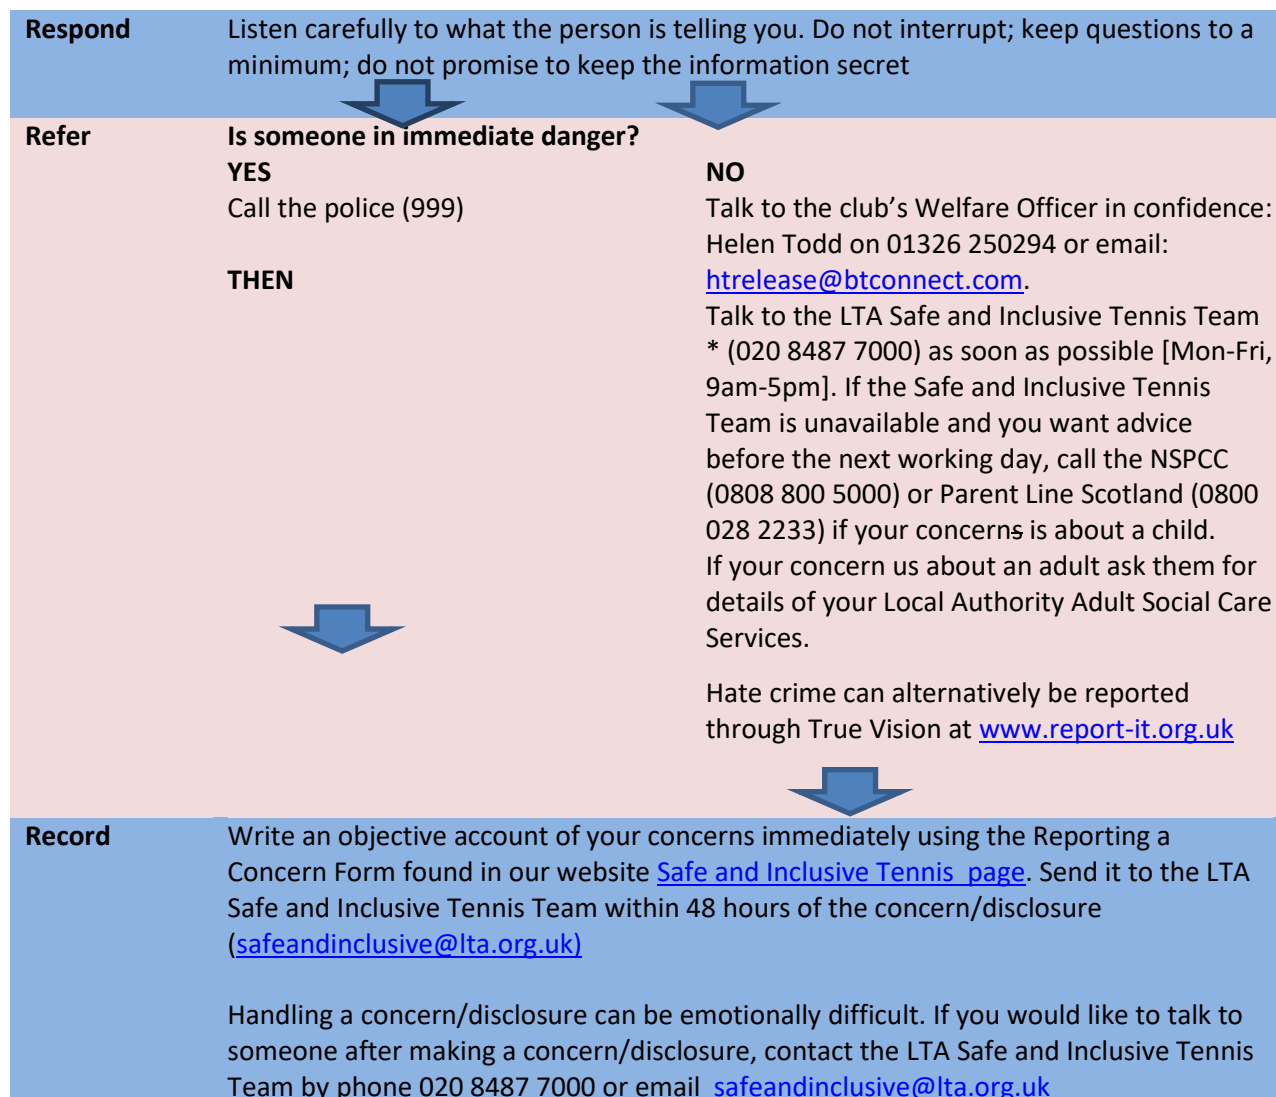 Respond
Listen carefully to what the person is telling you. Do not interrupt; keep questions to a
minimum; do not promise to keep the information secret
Refer
Is someone in immediate danger?
YES
Call the police (999)
THEN
NO
Talk to the club’s Welfare Officer in confidence:
Helen Todd on 01326 250294 or email:
htrelease@btconnect.com.
Talk to the LTA Safe and Inclusive Tennis Team
* (020 8487 7000) as soon as possible [Mon-Fri,
9am-5pm]. If the Safe and Inclusive Tennis
Team is unavailable and you want advice
before the next working day, call the NSPCC
(0808 800 5000) or Parent Line Scotland (0800
028 2233) if your concerns is about a child.
If your concern us about an adult ask them for
details of your Local Authority Adult Social Care
Services.
Hate crime can alternatively be reported
through True Vision at www.report-it.org.uk
Record
Write an objective account of your concerns immediately using the Reporting a
Concern Form found in our website Safe and Inclusive Tennis  page. Send it to the LTA
Safe and Inclusive Tennis Team within 48 hours of the concern/disclosure
(safeandinclusive@lta.org.uk)
Handling a concern/disclosure can be emotionally difficult. If you would like to talk to
someone after making a concern/disclosure, contact the LTA Safe and Inclusive Tennis
Team by phone 020 8487 7000 or email  safeandinclusive@lta.org.uk